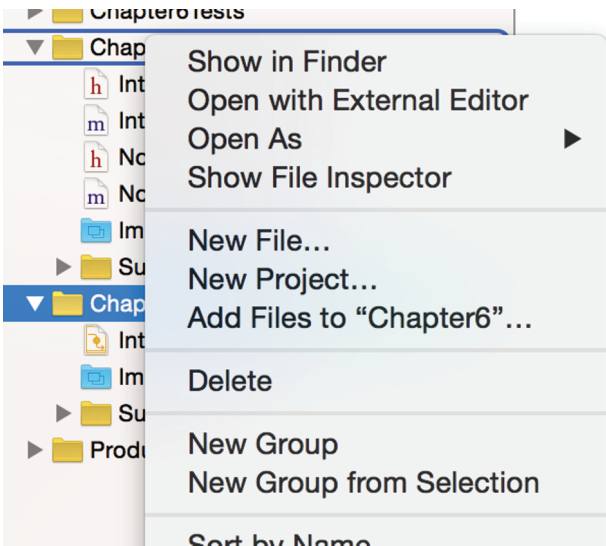 Chapter6Tests
Chap
h Int
m Int
h No
m No
Im
Su
Chap
Int
Im
Su
Produ
Show in Finder
Open with External Editor
Open As
Show File Inspector
New File...
New Project...
Add Files to “Chapter6”...
Delete
New Group
New Group from Selection
Sort by Name